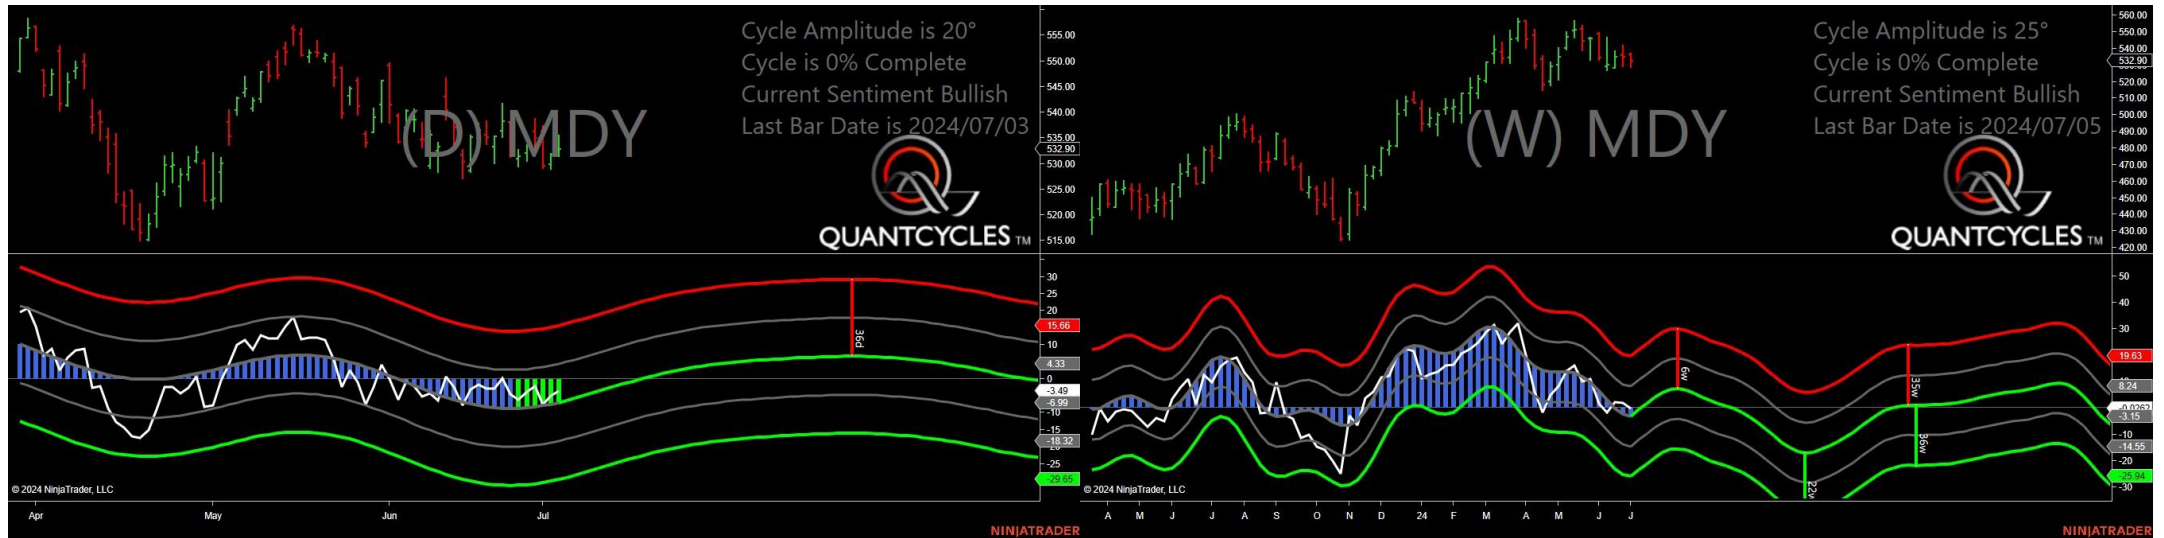 Cycle Amplitude is 20°
Cycle is 0% Complete
Current Sentiment Bullish
Last Bar Date is 2024/07/03
(D) MDY
QUANTCYCLES TM
555.00
550.00
545.00
540.00
535.00
532.90
530.00
525.00
520.00
515.00
36d
30
25
20
15.66
10
4.33
0
-3.49
-6.99
-10
-15
-18.32
-25
-29.65
© 2024 NinjaTrader, LLC
Apr May Jun Jul
NINJATRADER
Cycle Amplitude is 25°
Cycle is 0% Complete
Current Sentiment Bullish
Last Bar Date is 2024/07/05
(W) MDY
QUANTCYCLES TM
560.00
550.00
540.00
532.90
520.00
510.00
500.00
490.00
480.00
470.00
460.00
450.00
440.00
430.00
420.00
6w
22w
35w
36w
50
40
30
19.63
8.24
-3.15
-10
-14.55
-20
-25.94
-30
© 2024 NinjaTrader, LLC
A M J J A S O N D 24 F M A M J J
NINJATRADER